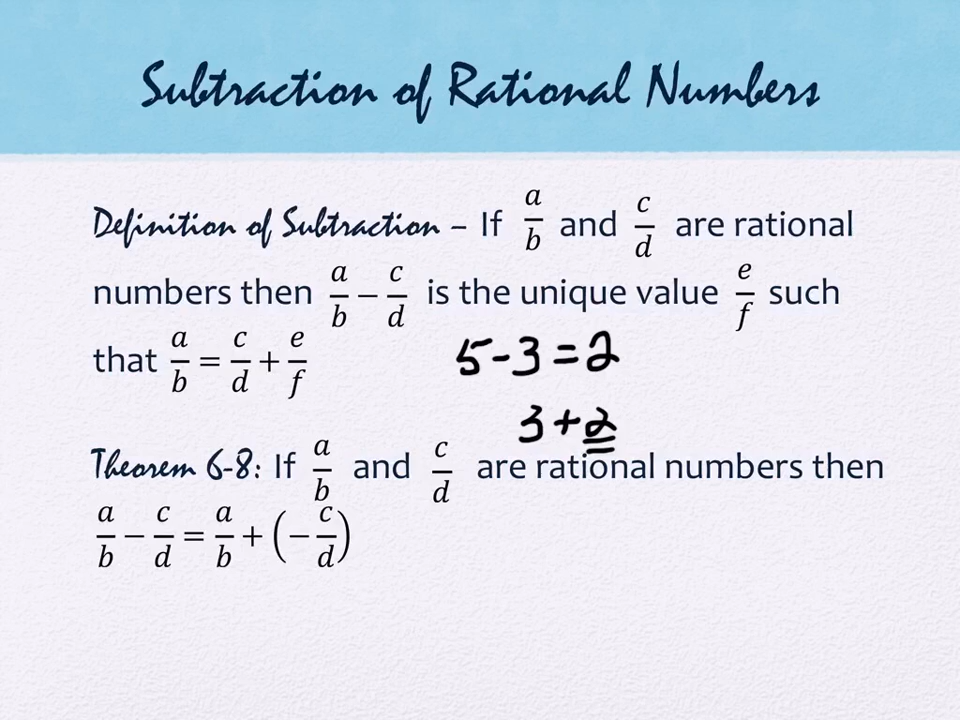 Subtraction of Rational Numbers
Definition of Subtraction – If a/b and c/d are rational
numbers then a/b − c/d is the unique value e/f such
that a/b = c/d + e/f
5-3=2
3+2
Theorem 6-8: If a/b and c/d are rational numbers then
a/b − c/d = a/b + (− c/d)